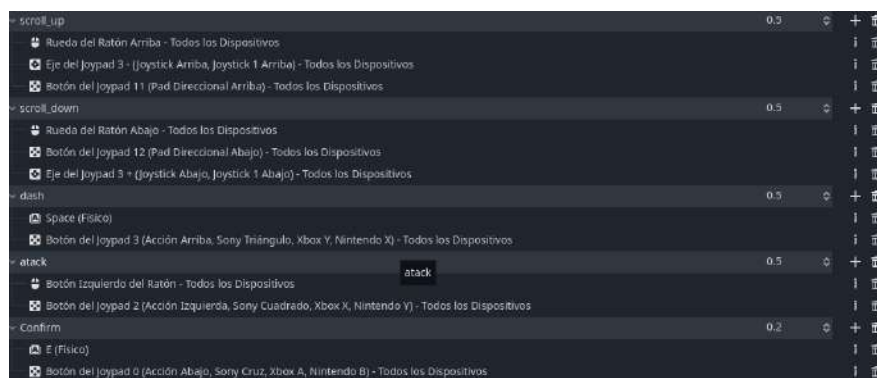 scroll_up 0.5
Rueda del Ratón Arriba - Todos los Dispositivos
Eje del Joypad 3 - (Joystick Arriba, Joystick 1 Arriba) - Todos los Dispositivos
Botón del Joypad 11 (Pad Direccional Arriba) - Todos los Dispositivos
scroll_down 0.5
Rueda del Ratón Abajo - Todos los Dispositivos
Botón del Joypad 12 (Pad Direccional Abajo) - Todos los Dispositivos
Eje del Joypad 3 + (Joystick Abajo, Joystick 1 Abajo) - Todos los Dispositivos
dash 0.5
Space (Físico)
Botón del Joypad 3 (Acción Arriba, Sony Triángulo, Xbox Y, Nintendo X) - Todos los Dispositivos
atack 0.5
atack
Botón Izquierdo del Ratón - Todos los Dispositivos
Botón del Joypad 2 (Acción Izquierda, Sony Cuadrado, Xbox X, Nintendo Y) - Todos los Dispositivos
Confirm 0.2
E (Físico)
Botón del Joypad 0 (Acción Abajo, Sony Cruz, Xbox A, Nintendo B) - Todos los Dispositivos